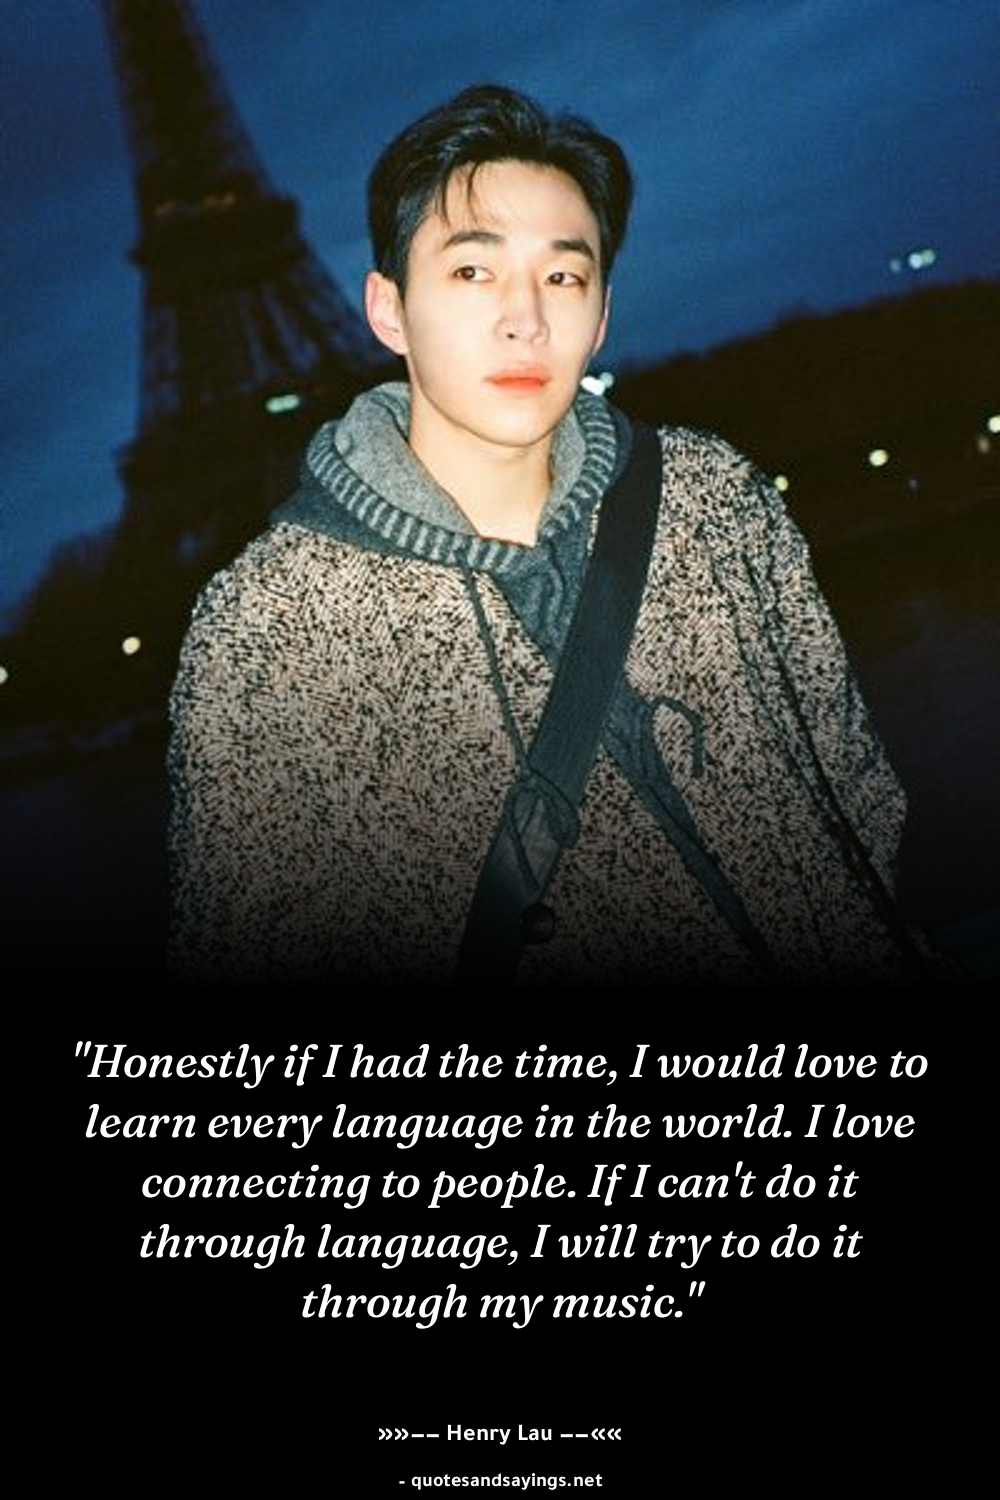 "Honestly if I had the time, I would love to
learn every language in the world. I love
connecting to people. If I can't do it
through language, I will try to do it
through my music."
»»–– Henry Lau ––««
- quotesandsayings.net